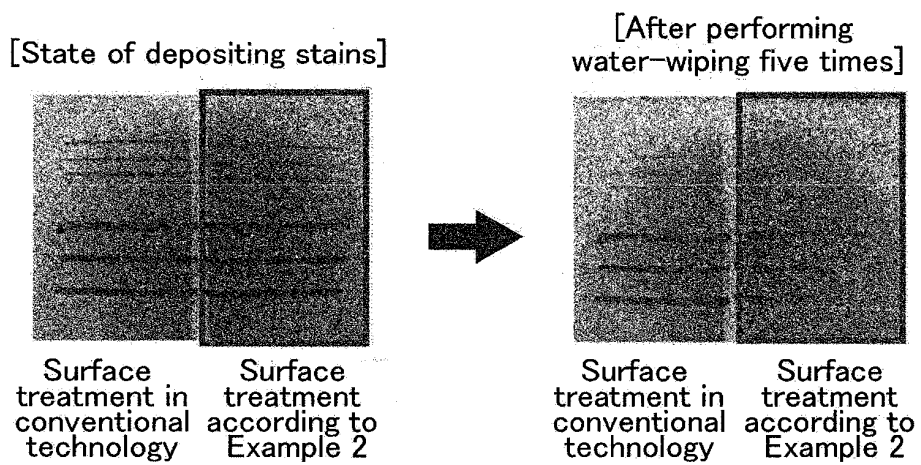 [State of depositing stains]
[After performing
water-wiping five times]
Surface
treatment in
conventional
technology
Surface
treatment
according to
Example 2
Surface
treatment in
conventional
technology
Surface
treatment
according to
Example 2